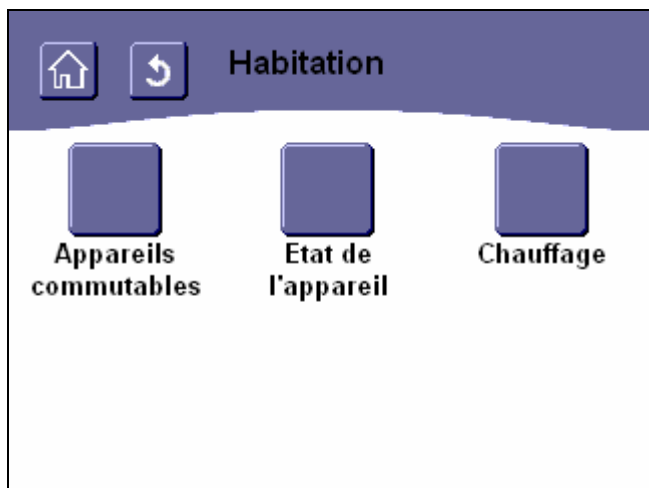 Habitation
Appareils
commutables
Etat de
l'appareil
Chauffage